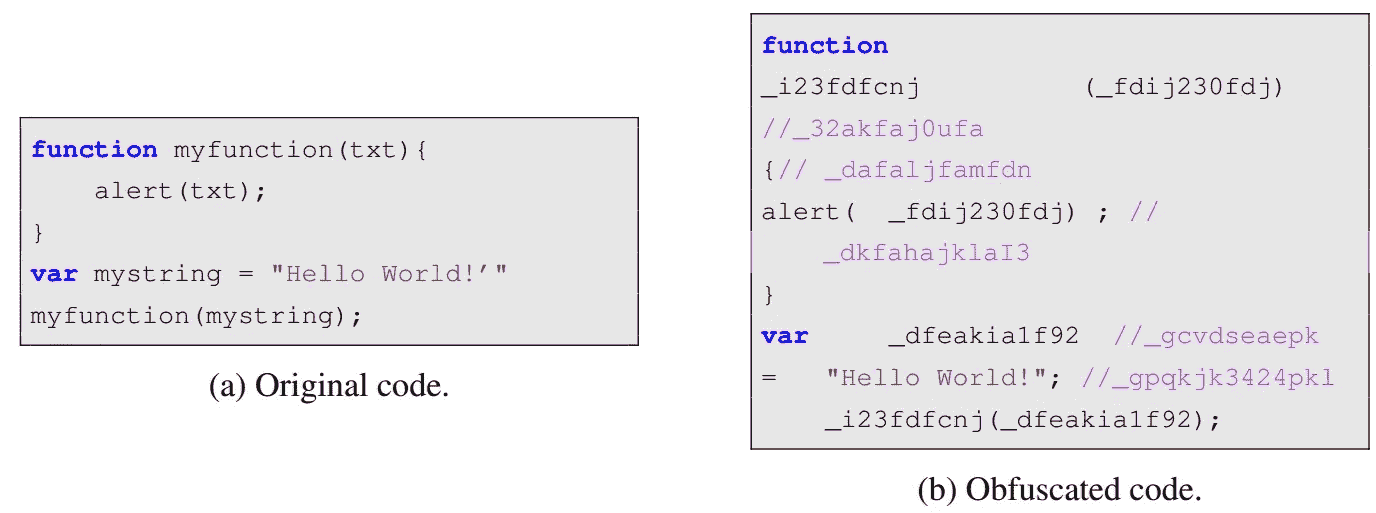 function myfunction(txt){
alert(txt);
}
var mystring = "Hello World!’"
myfunction(mystring);
(a) Original code.
function
_i23fdfcnj (_fdij230fdj)
//_32akfaj0ufa
{// _dafaljfamfdn
alert( _fdij230fdj) ; //
_dkfahajklaI3
}
var _dfeakia1f92 //_gcvdseaepk
= "Hello World!"; //_gpqkjk3424pkl
_i23fdfcnj(_dfeakia1f92);
(b) Obfuscated code.